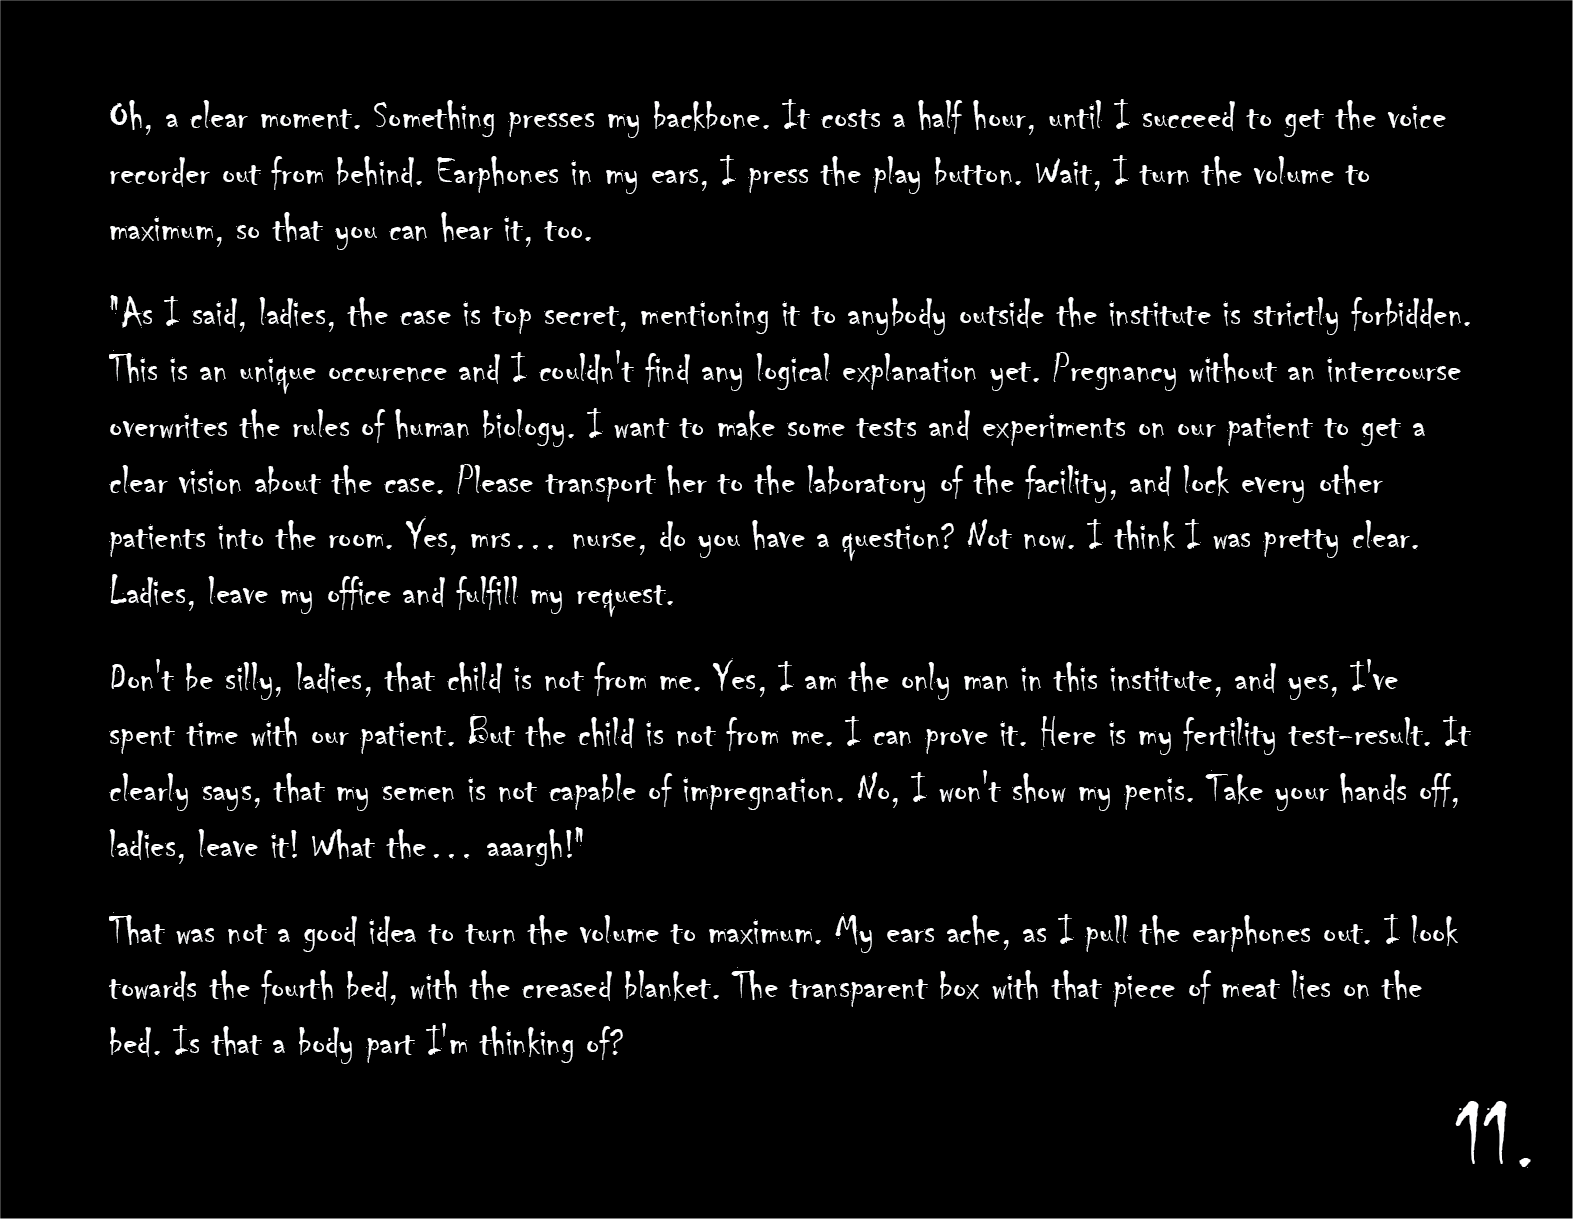 Oh, a clear moment. Something presses my backbone. It costs a half hour, until I succeed to get the voice
recorder out from behind. Earphones in my ears, I press the play button. Wait, I turn the volume to
maximum, so that you can hear it, too.
"As I said, ladies, the case is top secret, mentioning it to anybody outside the institute is strictly forbidden.
This is an unique occurence and I couldn't find any logical explanation yet. Pregnancy without an intercourse
overwrites the rules of human biology. I want to make some tests and experiments on our patient to get a
clear vision about the case. Please transport her to the laboratory of the facility, and lock every other
patients into the room. Yes, mrs... nurse, do you have a question? Not now. I think I was pretty clear.
Ladies, leave my office and fulfill my request.
Don't be silly, ladies, that child is not from me. Yes, I am the only man in this institute, and yes, I've
spent time with our patient. But the child is not from me. I can prove it. Here is my fertility test-result. It
clearly says, that my semen is not capable of impregnation. No, I won't show my penis. Take your hands off,
ladies, leave it! What the... aaargh!"
That was not a good idea to turn the volume to maximum. My ears ache, as I pull the earphones out. I look
towards the fourth bed, with the creased blanket. The transparent box with that piece of meat lies on the
bed. Is that a body part I'm thinking of?
11.